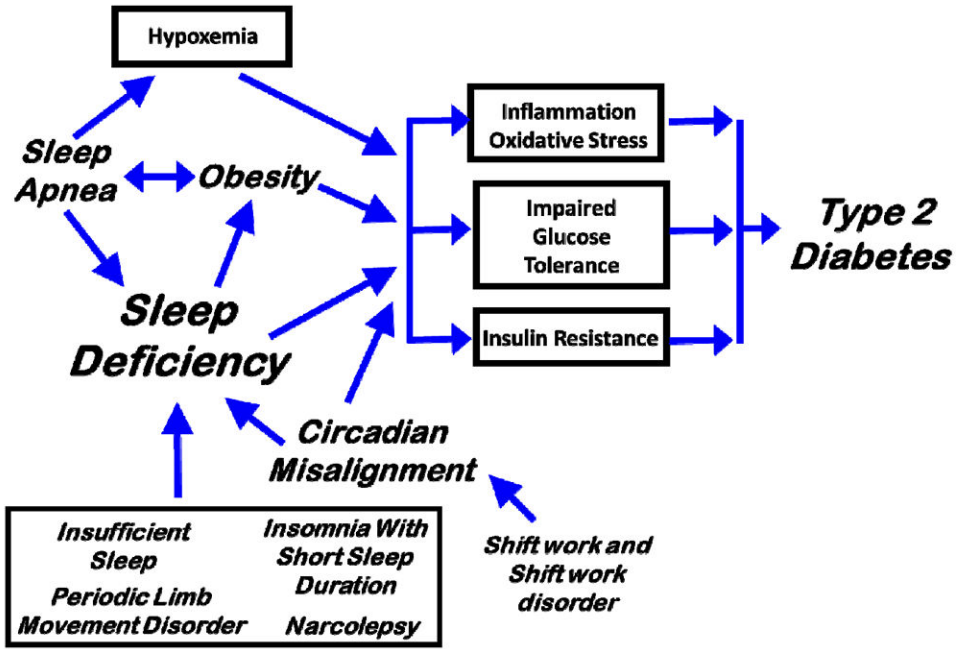 Hypoxemia
Sleep
Apnea
Obesity
Inflammation
Oxidative Stress
Impaired
Glucose
Tolerance
Insulin Resistance
Type 2
Diabetes
Sleep
Deficiency
Circadian
Misalignment
Insufficient
Sleep
Periodic Limb
Movement Disorder
Insomnia With
Short Sleep
Duration
Narcolepsy
Shift work and
Shift work
disorder